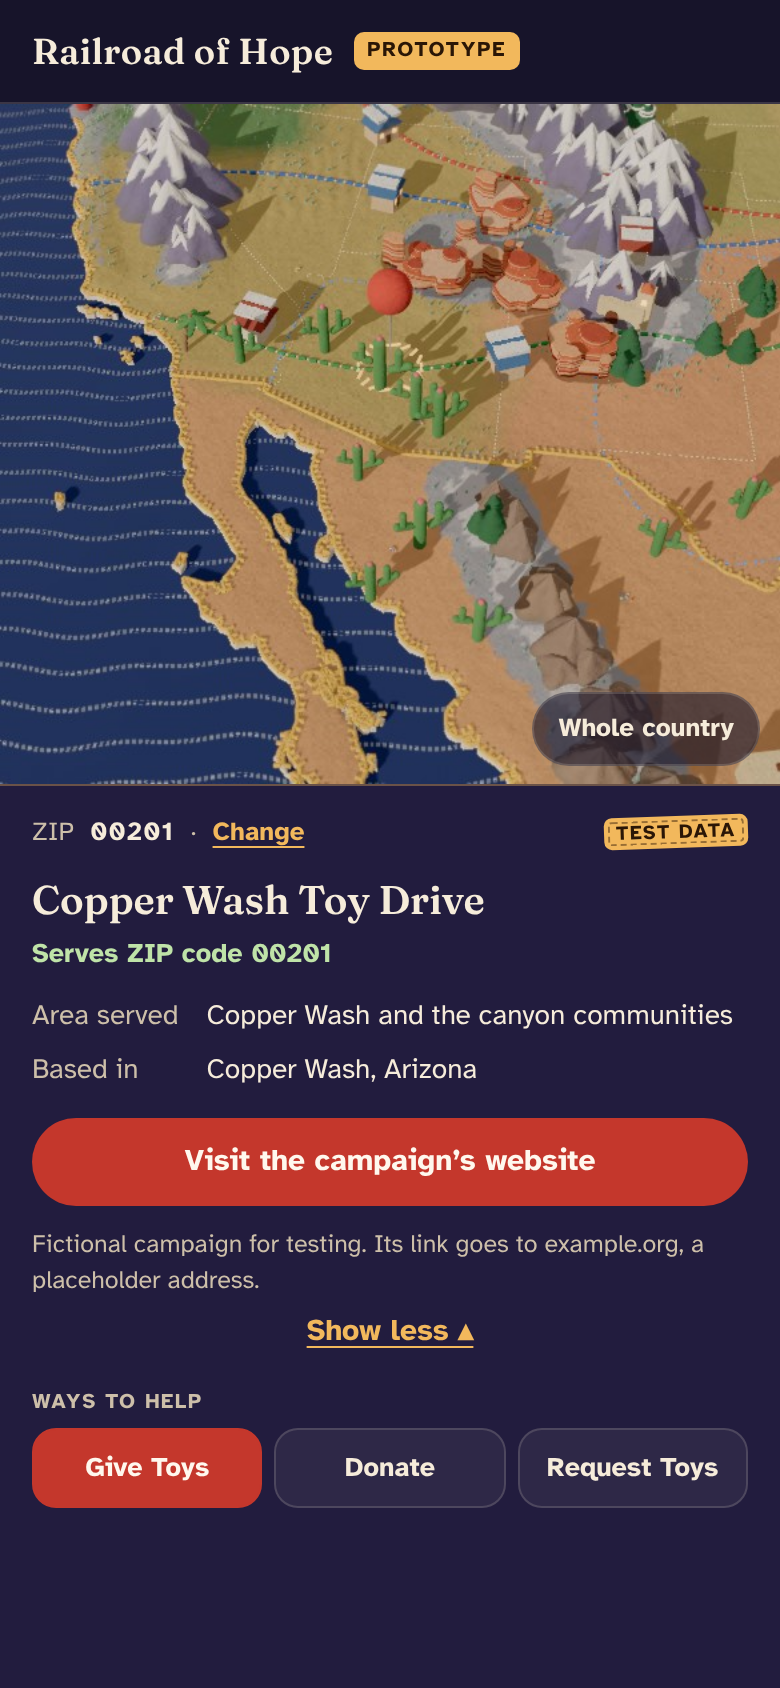 Railroad of Hope PROTOTYPE
Whole country
ZIP 00201 · Change TEST DATA
Copper Wash Toy Drive
Serves ZIP code 00201
Area served Copper Wash and the canyon communities
Based in Copper Wash, Arizona
Visit the campaign’s website
Fictional campaign for testing. Its link goes to example.org, a
placeholder address.
Show less ▲
WAYS TO HELP
Give Toys Donate Request Toys